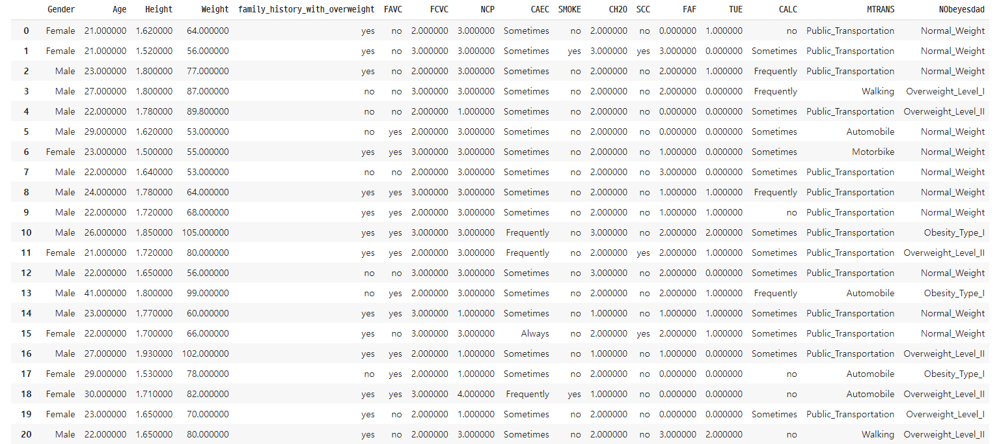 Gender Age Height Weight family_history_with_overweight FAVC FCVC NCP CAEC SMOKE CH2O SCC FAF TUE CALC MTRANS NObeyesdad
0 Female 21.000000 1.620000 64.000000 yes no 2.000000 3.000000 Sometimes no 2.000000 no 0.000000 1.000000 no Public_Transportation Normal_Weight
1 Female 21.000000 1.520000 56.000000 yes no 3.000000 3.000000 Sometimes yes 3.000000 yes 3.000000 0.000000 Sometimes Public_Transportation Normal_Weight
2 Male 23.000000 1.800000 77.000000 yes no 2.000000 3.000000 Sometimes no 2.000000 no 2.000000 1.000000 Frequently Public_Transportation Normal_Weight
3 Male 27.000000 1.800000 87.000000 no no 3.000000 3.000000 Sometimes no 2.000000 no 2.000000 0.000000 Frequently Walking Overweight_Level_I
4 Male 22.000000 1.780000 89.800000 no no 2.000000 1.000000 Sometimes no 2.000000 no 0.000000 0.000000 Sometimes Public_Transportation Overweight_Level_II
5 Male 29.000000 1.620000 53.000000 no yes 2.000000 3.000000 Sometimes no 2.000000 no 0.000000 0.000000 Sometimes Automobile Normal_Weight
6 Female 23.000000 1.500000 55.000000 yes yes 3.000000 3.000000 Sometimes no 2.000000 no 1.000000 0.000000 Sometimes Motorbike Normal_Weight
7 Male 22.000000 1.640000 53.000000 no no 2.000000 3.000000 Sometimes no 2.000000 no 3.000000 0.000000 Sometimes Public_Transportation Normal_Weight
8 Male 24.000000 1.780000 64.000000 yes yes 3.000000 3.000000 Sometimes no 2.000000 no 1.000000 1.000000 Frequently Public_Transportation Normal_Weight
9 Male 22.000000 1.720000 68.000000 yes yes 2.000000 3.000000 Sometimes no 2.000000 no 1.000000 1.000000 no Public_Transportation Normal_Weight
10 Male 26.000000 1.850000 105.000000 yes yes 3.000000 3.000000 Frequently no 3.000000 no 2.000000 2.000000 Sometimes Public_Transportation Obesity_Type_I
11 Female 21.000000 1.720000 80.000000 yes yes 2.000000 3.000000 Frequently no 2.000000 yes 2.000000 1.000000 Sometimes Public_Transportation Overweight_Level_II
12 Male 22.000000 1.650000 56.000000 no no 3.000000 3.000000 Sometimes no 3.000000 no 2.000000 0.000000 Sometimes Public_Transportation Normal_Weight
13 Male 41.000000 1.800000 99.000000 no yes 2.000000 3.000000 Sometimes no 2.000000 no 2.000000 1.000000 Frequently Automobile Obesity_Type_I
14 Male 23.000000 1.770000 60.000000 yes yes 3.000000 1.000000 Sometimes no 1.000000 no 1.000000 1.000000 Sometimes Public_Transportation Normal_Weight
15 Female 22.000000 1.700000 66.000000 yes no 3.000000 3.000000 Always no 2.000000 yes 2.000000 1.000000 Sometimes Public_Transportation Normal_Weight
16 Male 27.000000 1.930000 102.000000 yes yes 2.000000 1.000000 Sometimes no 1.000000 no 1.000000 0.000000 Sometimes Public_Transportation Overweight_Level_II
17 Female 29.000000 1.530000 78.000000 no yes 2.000000 1.000000 Sometimes no 2.000000 no 0.000000 0.000000 no Automobile Obesity_Type_I
18 Female 30.000000 1.710000 82.000000 yes yes 3.000000 4.000000 Frequently yes 1.000000 no 0.000000 0.000000 no Automobile Overweight_Level_II
19 Female 23.000000 1.650000 70.000000 yes no 2.000000 1.000000 Sometimes no 2.000000 no 0.000000 0.000000 Sometimes Public_Transportation Overweight_Level_I
20 Male 22.000000 1.650000 80.000000 yes no 2.000000 3.000000 Sometimes no 2.000000 no 3.000000 2.000000 no Walking Overweight_Level_II